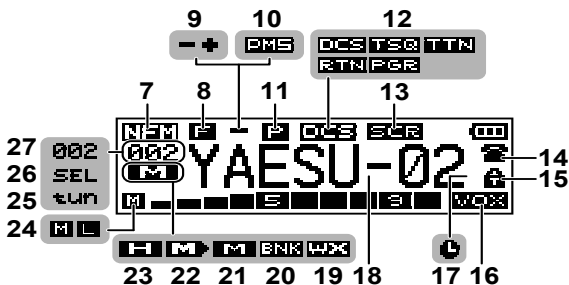 9 10 12
- + PMS DCS TSQ TTN
RTN PGR
7 8 11 13
NFM F - P DCS SCR
27 002 002 YAESU-02 14
26 SEL M 15
25 tun
24 M L M S 9 VOX
H M M BNK WX
23 22 21 20 19 18 17 16